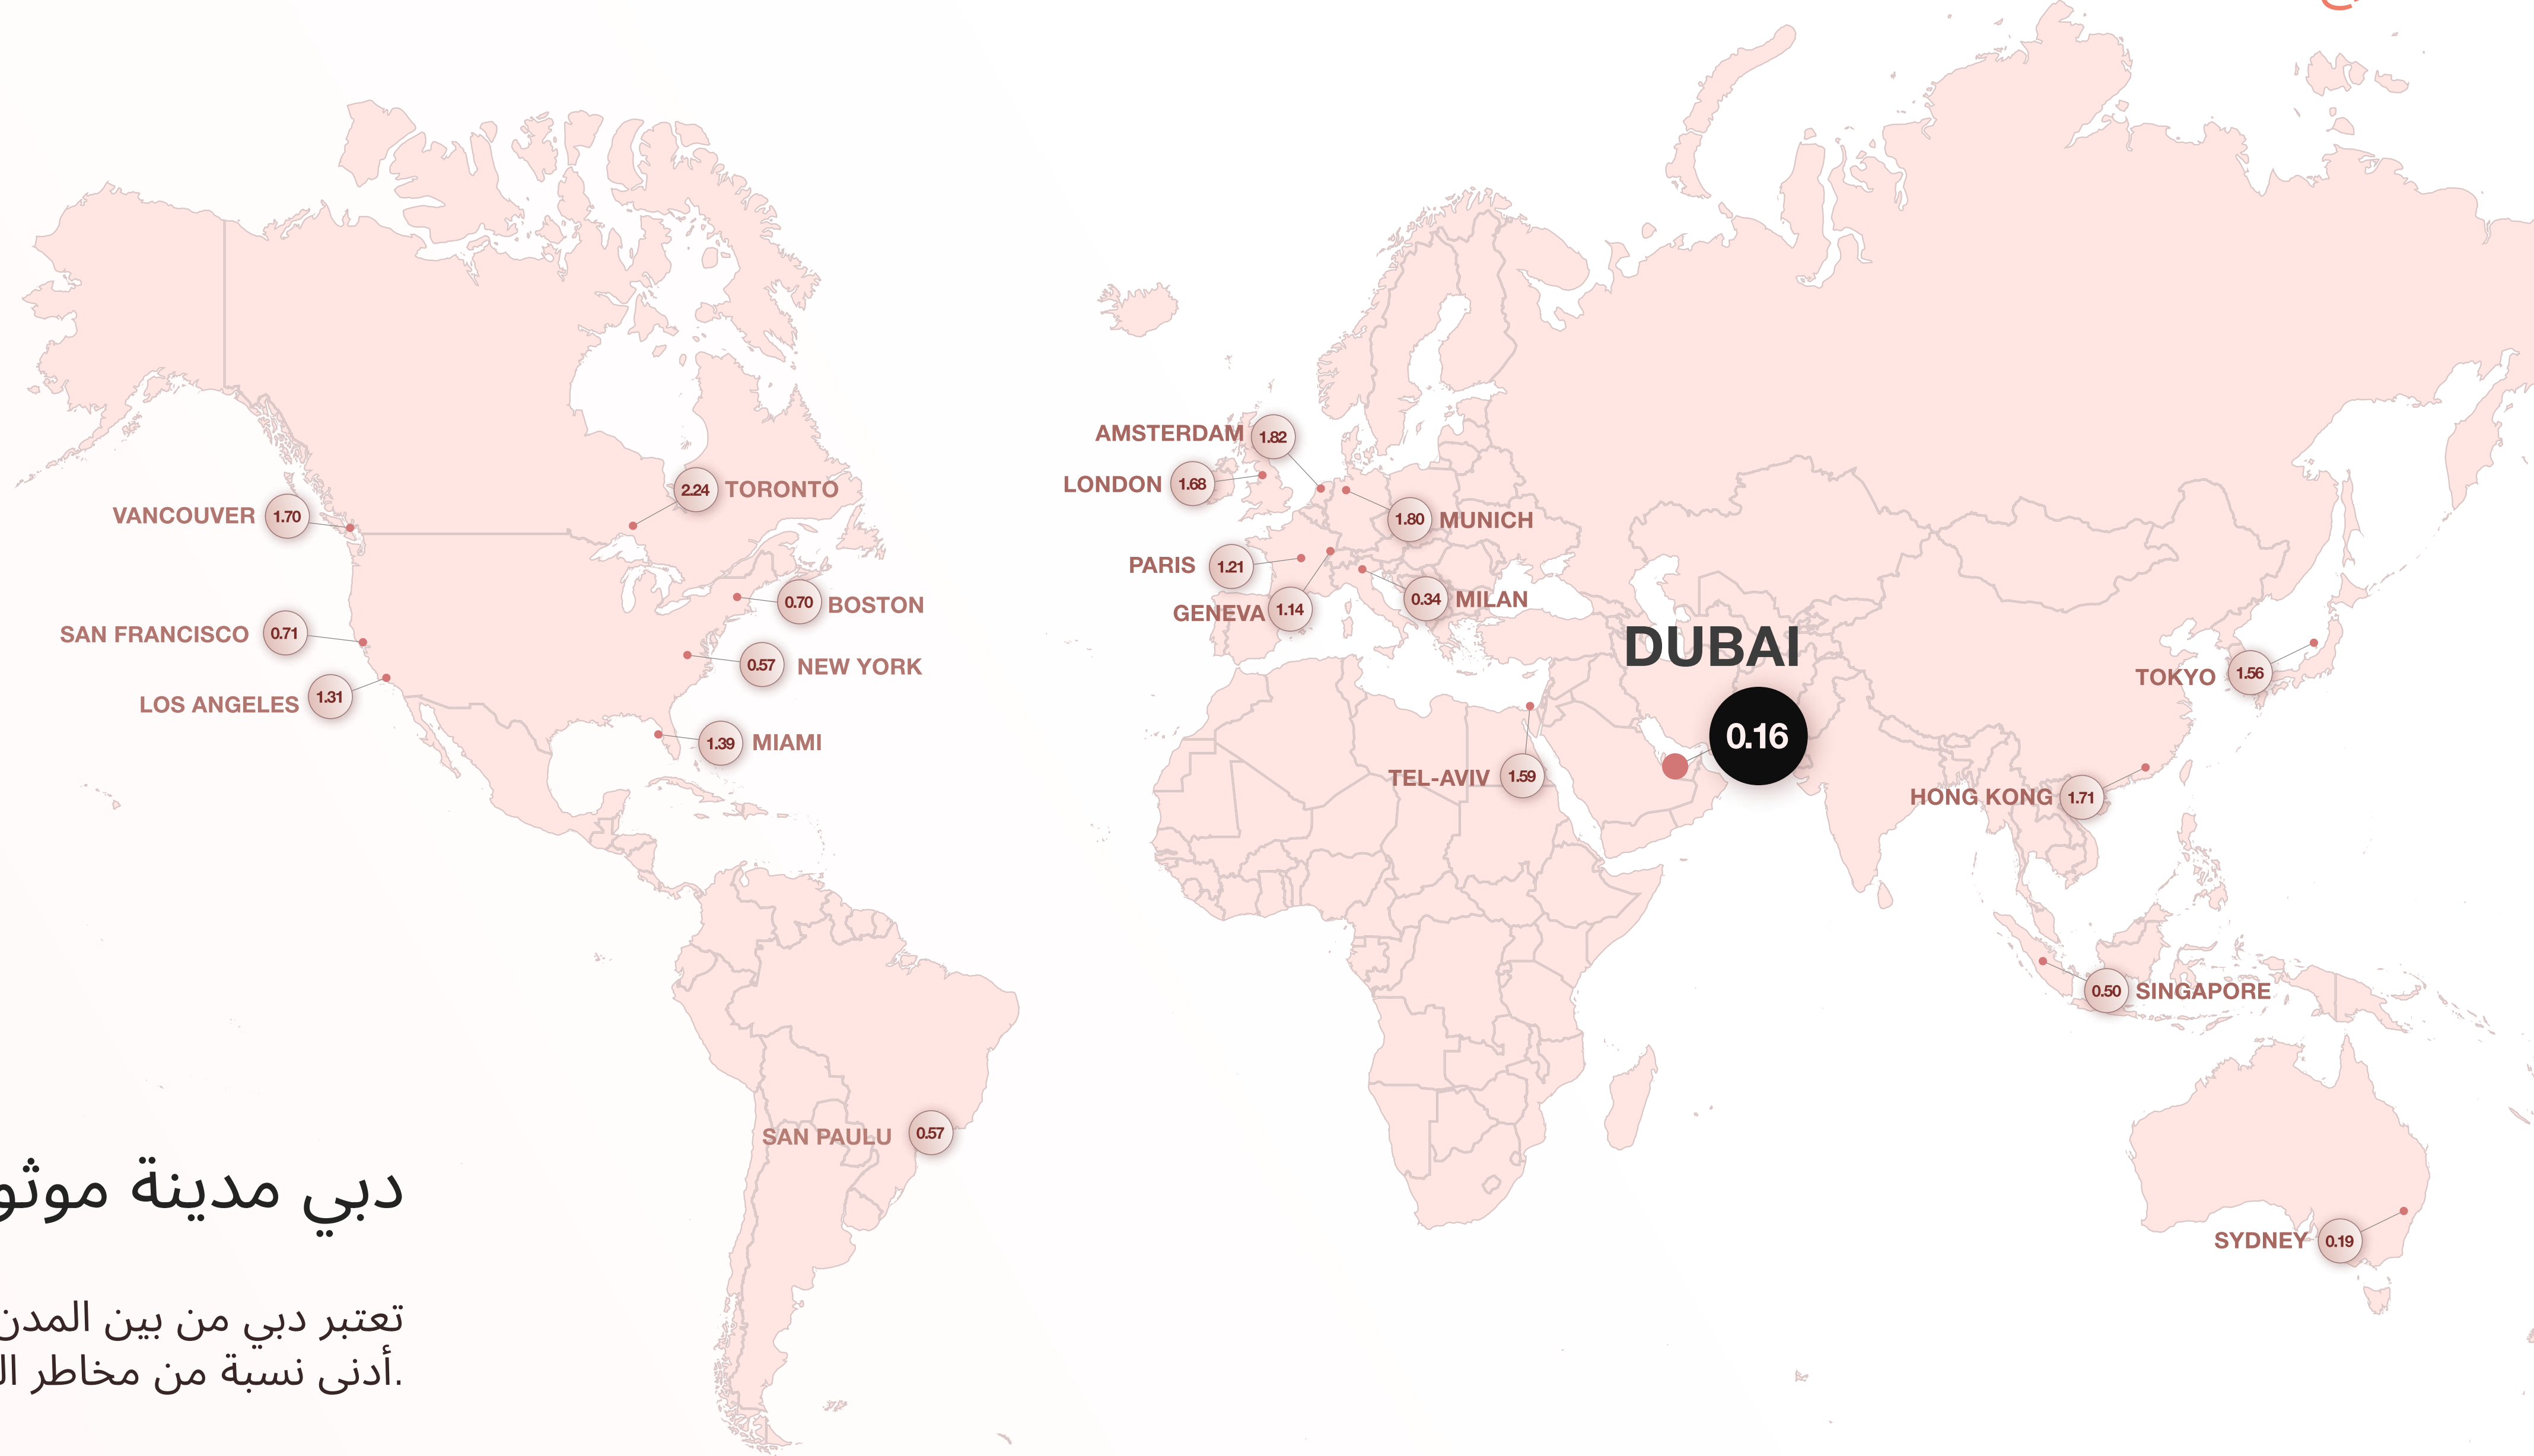 AMSTERDAM 1.82
LONDON 1.68
2.24 TORONTO
VANCOUVER 1.70
1.80 MUNICH
PARIS 1.21
0.70 BOSTON
GENEVA 1.14
0.34 MILAN
SAN FRANCISCO 0.71
DUBAI
0.16
0.57 NEW YORK
TOKYO 1.56
LOS ANGELES 1.31
1.39 MIAMI
TEL-AVIV 1.59
HONG KONG 1.71
0.50 SINGAPORE
SAN PAULU 0.57
SYDNEY 0.19
دبي مدينة
تعتبر دبي من بين المدن
أدنى نسبة من مخاطر